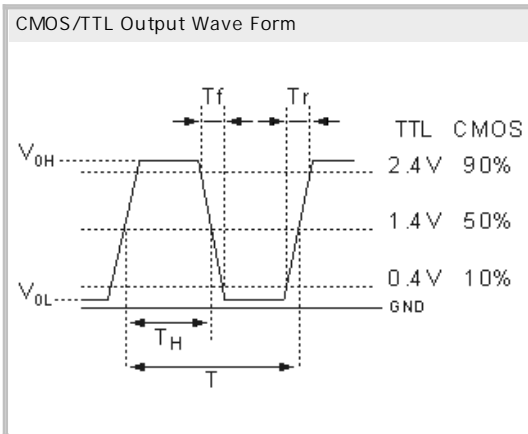 CMOS/TTL Output Wave Form
Tf Tr
TTL CMOS
V0H 2.4V 90%
1.4V 50%
0.4V 10%
V0L
GND
TH
T